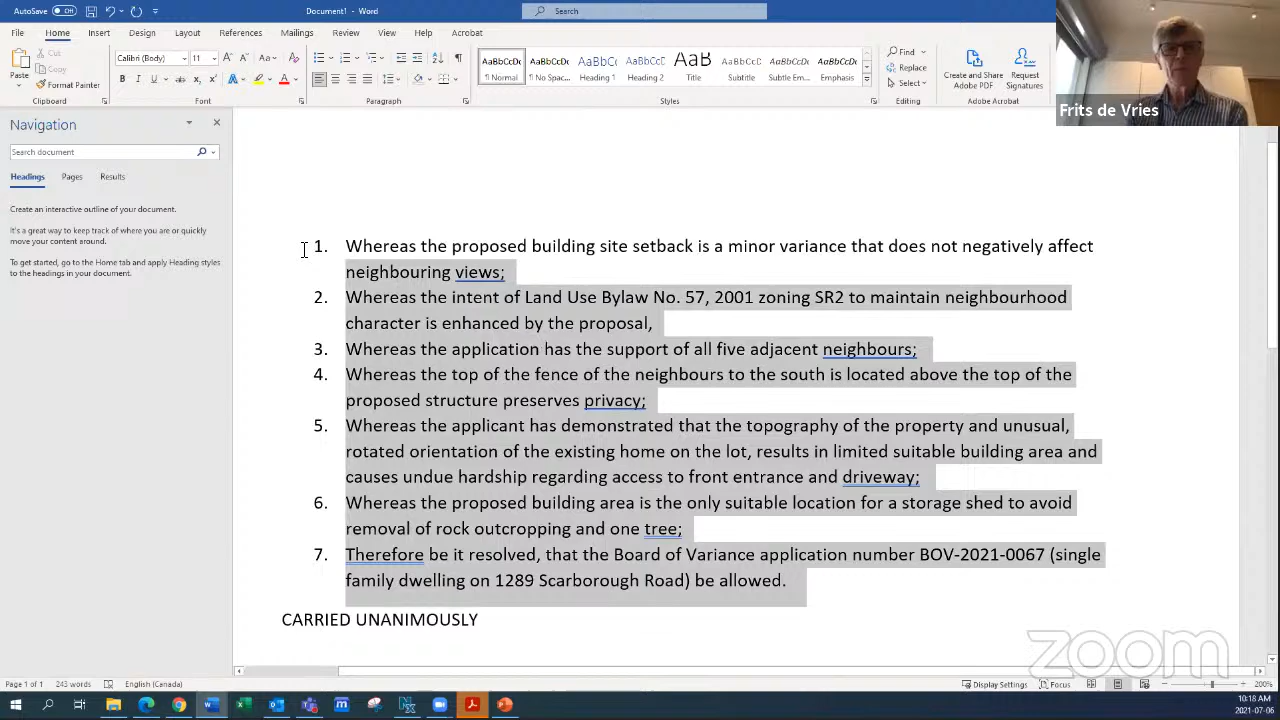 AutoSave Off Document1 - Word Search
File Home Insert Draw Design Layout References Mailings Review View Help Acrobat
Paste Cut Copy Format Painter Clipboard
Calibri (Body) 11 Font
Paragraph
AaBbCcDc AaBbCcDc AaBbCc AaBbCcD AaB AaBbCcD AaBbCcDc AaBbCcDc
¶ Normal ¶ No Spac... Heading 1 Heading 2 Title Subtitle Subtle Em... Emphasis
Styles
Find Replace Select Editing
Create and Share Adobe PDF Request Signatures Adobe Acrobat
Frits de Vries
Navigation
Search document
Headings Pages Results
Create an interactive outline of your document.
It's a great way to keep track of where you are or quickly
move your content around.
To get started, go to the Home tab and apply Heading styles
to the headings in your document.
1. Whereas the proposed building site setback is a minor variance that does not negatively affect
neighbouring views;
2. Whereas the intent of Land Use Bylaw No. 57, 2001 zoning SR2 to maintain neighbourhood
character is enhanced by the proposal,
3. Whereas the application has the support of all five adjacent neighbours;
4. Whereas the top of the fence of the neighbours to the south is located above the top of the
proposed structure preserves privacy;
5. Whereas the applicant has demonstrated that the topography of the property and unusual,
rotated orientation of the existing home on the lot, results in limited suitable building area and
causes undue hardship regarding access to front entrance and driveway;
6. Whereas the proposed building area is the only suitable location for a storage shed to avoid
removal of rock outcropping and one tree;
7. Therefore be it resolved, that the Board of Variance application number BOV-2021-0067 (single
family dwelling on 1289 Scarborough Road) be allowed.
CARRIED UNANIMOUSLY
zoom
Page 1 of 1 243 words English (Canada) Display Settings Focus 200%
10:18 AM
2021-07-06